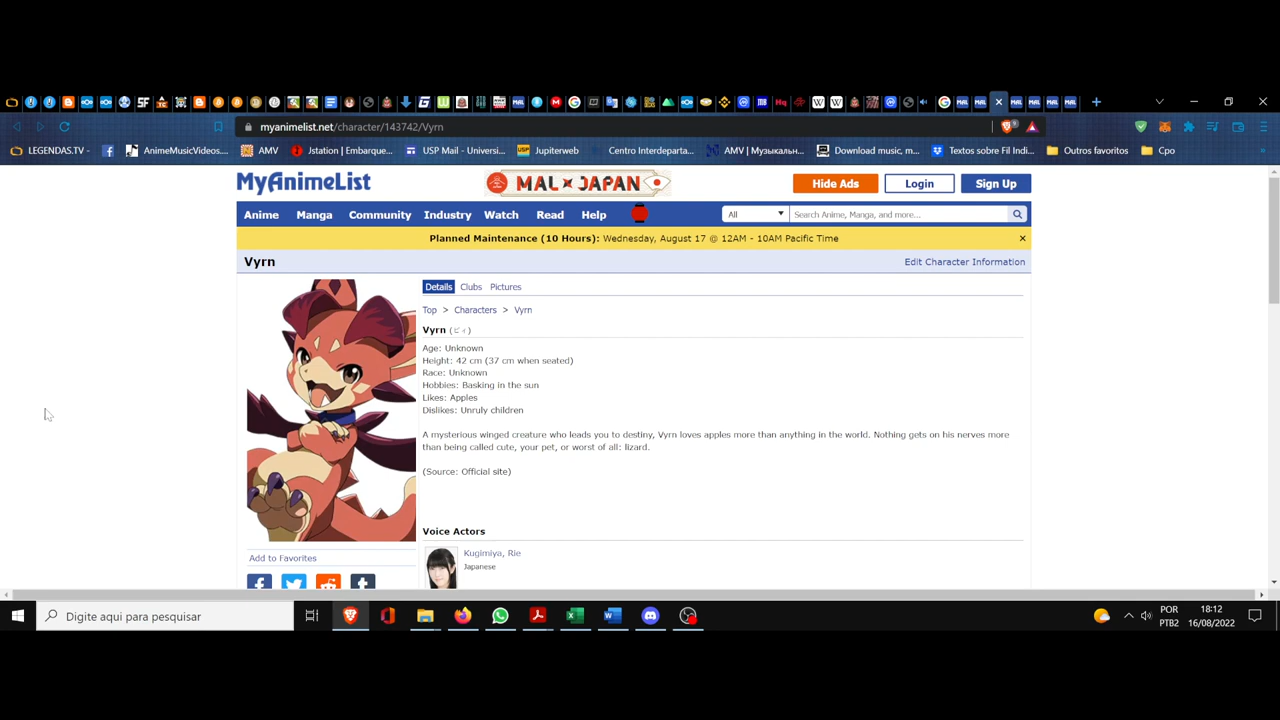 myanimelist.net/character/143742/Vyrn
9
LEGENDAS.TV -
AnimeMusicVideos...
AMV
Jstation | Embarque...
USP Mail - Universi...
Jupiterweb
Centro Interdeparta...
AMV | Музыкальн...
Download music, m...
Textos sobre Fil Indi...
Outros favoritos
Cpo
MyAnimeList
MAL × JAPAN
Hide Ads
Login
Sign Up
Anime
Manga
Community
Industry
Watch
Read
Help
All
Search Anime, Manga, and more...
Planned Maintenance (10 Hours): Wednesday, August 17 @ 12AM - 10AM Pacific Time
Vyrn
Edit Character Information
Details
Clubs
Pictures
Top > Characters > Vyrn
Vyrn (ビィ)
Age: Unknown
Height: 42 cm (37 cm when seated)
Race: Unknown
Hobbies: Basking in the sun
Likes: Apples
Dislikes: Unruly children
A mysterious winged creature who leads you to destiny, Vyrn loves apples more than anything in the world. Nothing gets on his nerves more
than being called cute, your pet, or worst of all: lizard.
(Source: Official site)
Voice Actors
Kugimiya, Rie
Japanese
Add to Favorites
Digite aqui para pesquisar
POR
PTB2
18:12
16/08/2022